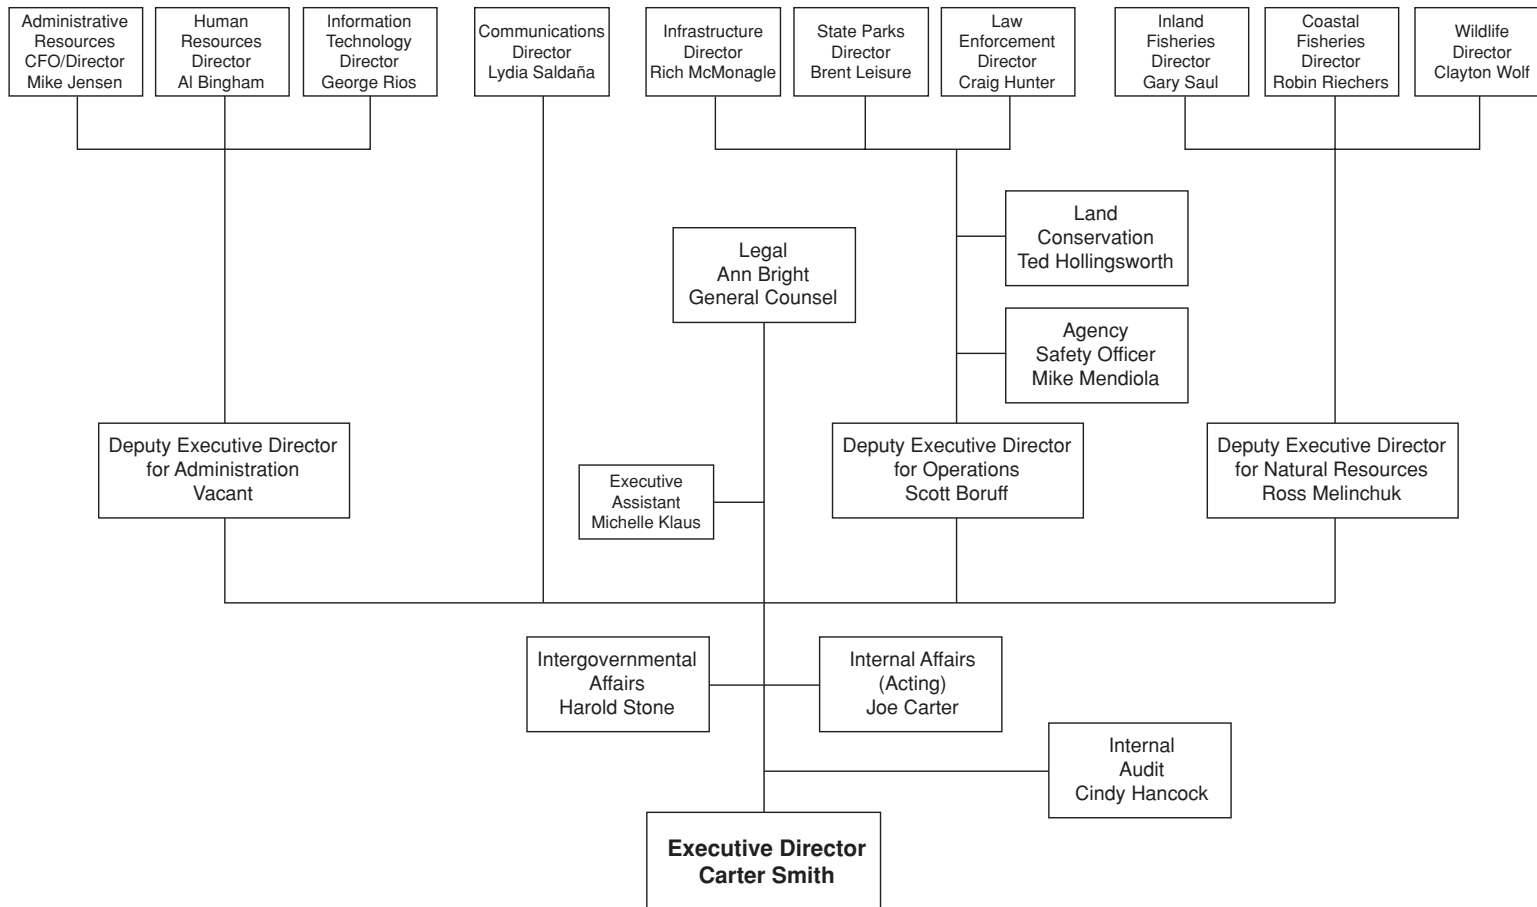 Administrative
Resources
CFO/Director
Mike Jensen
Human
Resources
Director
Al Bingham
Information
Technology
Director
George Rios
Communications
Director
Lydia Saldaña
Infrastructure
Director
Rich McMonagle
State Parks
Director
Brent Leisure
Law
Enforcement
Director
Craig Hunter
Inland
Fisheries
Director
Gary Saul
Coastal
Fisheries
Director
Robin Riechers
Wildlife
Director
Clayton Wolf
Land
Conservation
Ted Hollingsworth
Legal
Ann Bright
General Counsel
Agency
Safety Officer
Mike Mendiola
Deputy Executive Director
for Administration
Vacant
Executive
Assistant
Michelle Klaus
Deputy Executive Director
for Operations
Scott Boruff
Deputy Executive Director
for Natural Resources
Ross Melinchuk
Intergovernmental
Affairs
Harold Stone
Internal Affairs
(Acting)
Joe Carter
Internal
Audit
Cindy Hancock
Executive Director
Carter Smith